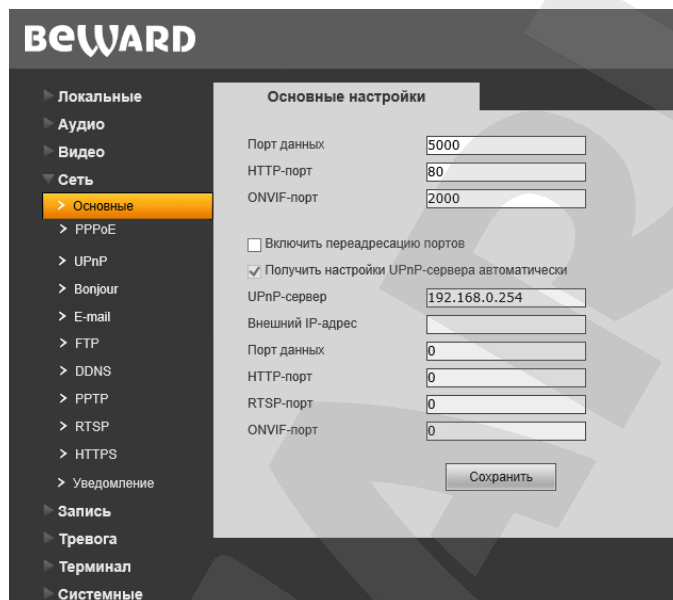 BEWARD
Локальные
Аудио
Видео
Сеть
Основные
PPPoE
UPnP
Bonjour
E-mail
FTP
DDNS
PPTP
RTSP
HTTPS
Уведомление
Запись
Тревога
Терминал
Системные
Основные настройки
Порт данных 5000
HTTP-порт 80
ONVIF-порт 2000
Включить переадресацию портов
Получить настройки UPnP-сервера автоматически
UPnP-сервер 192.168.0.254
Внешний IP-адрес
Порт данных 0
HTTP-порт 0
RTSP-порт 0
ONVIF-порт 0
Сохранить